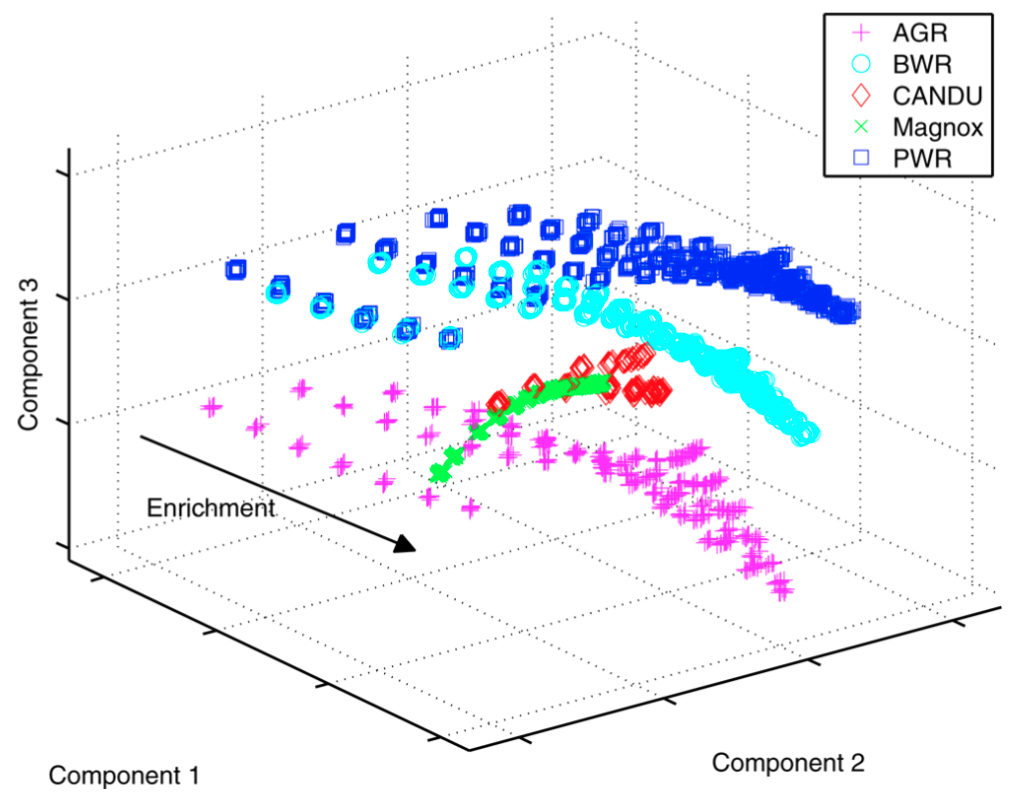 AGR
BWR
CANDU
Magnox
PWR
Component 3
Enrichment
Component 1
Component 2